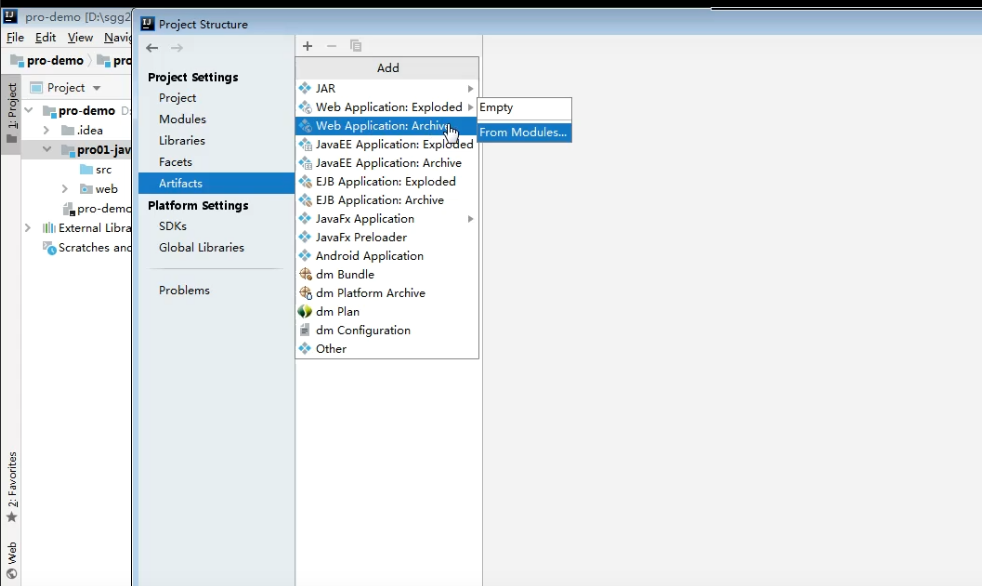 pro-demo [D:\sgg2
Project Structure
File Edit View Navig
pro-demo pro
Project
1: Project
pro-demo D:
.idea
pro01-jav
src
web
pro-demo
External Libra
Scratches and
2: Favorites
Web
Project Settings
Project
Modules
Libraries
Facets
Artifacts
Platform Settings
SDKs
Global Libraries
Problems
Add
JAR
Web Application: Exploded
Web Application: Archive
JavaEE Application: Exploded
JavaEE Application: Archive
EJB Application: Exploded
EJB Application: Archive
JavaFx Application
JavaFx Preloader
Android Application
dm Bundle
dm Platform Archive
dm Plan
dm Configuration
Other
Empty
From Modules...